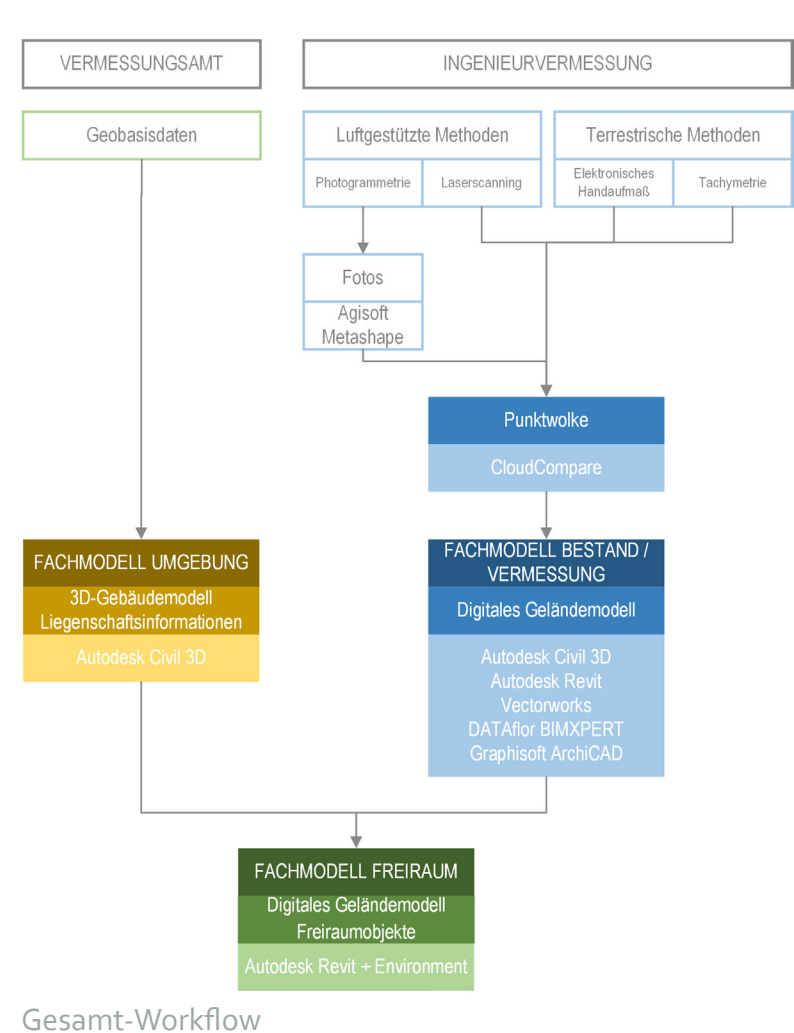 VERMESSUNGSAMT
INGENIEURVERMESSUNG
Geobasisdaten
Luftgestützte Methoden
Terrestrische Methoden
Photogrammetrie
Laserscanning
Elektronisches
Handaufmaß
Tachymetrie
Fotos
Agisoft
Metashape
Punktwolke
CloudCompare
FACHMODELL UMGEBUNG
3D-Gebäudemodell
Liegenschaftsinformationen
Autodesk Civil 3D
FACHMODELL BESTAND /
VERMESSUNG
Digitales Geländemodell
Autodesk Civil 3D
Autodesk Revit
Vectorworks
DATAflor BIMXPERT
Graphisoft ArchiCAD
FACHMODELL FREIRAUM
Digitales Geländemodell
Freiraumobjekte
Autodesk Revit + Environment
Gesamt-Workflow